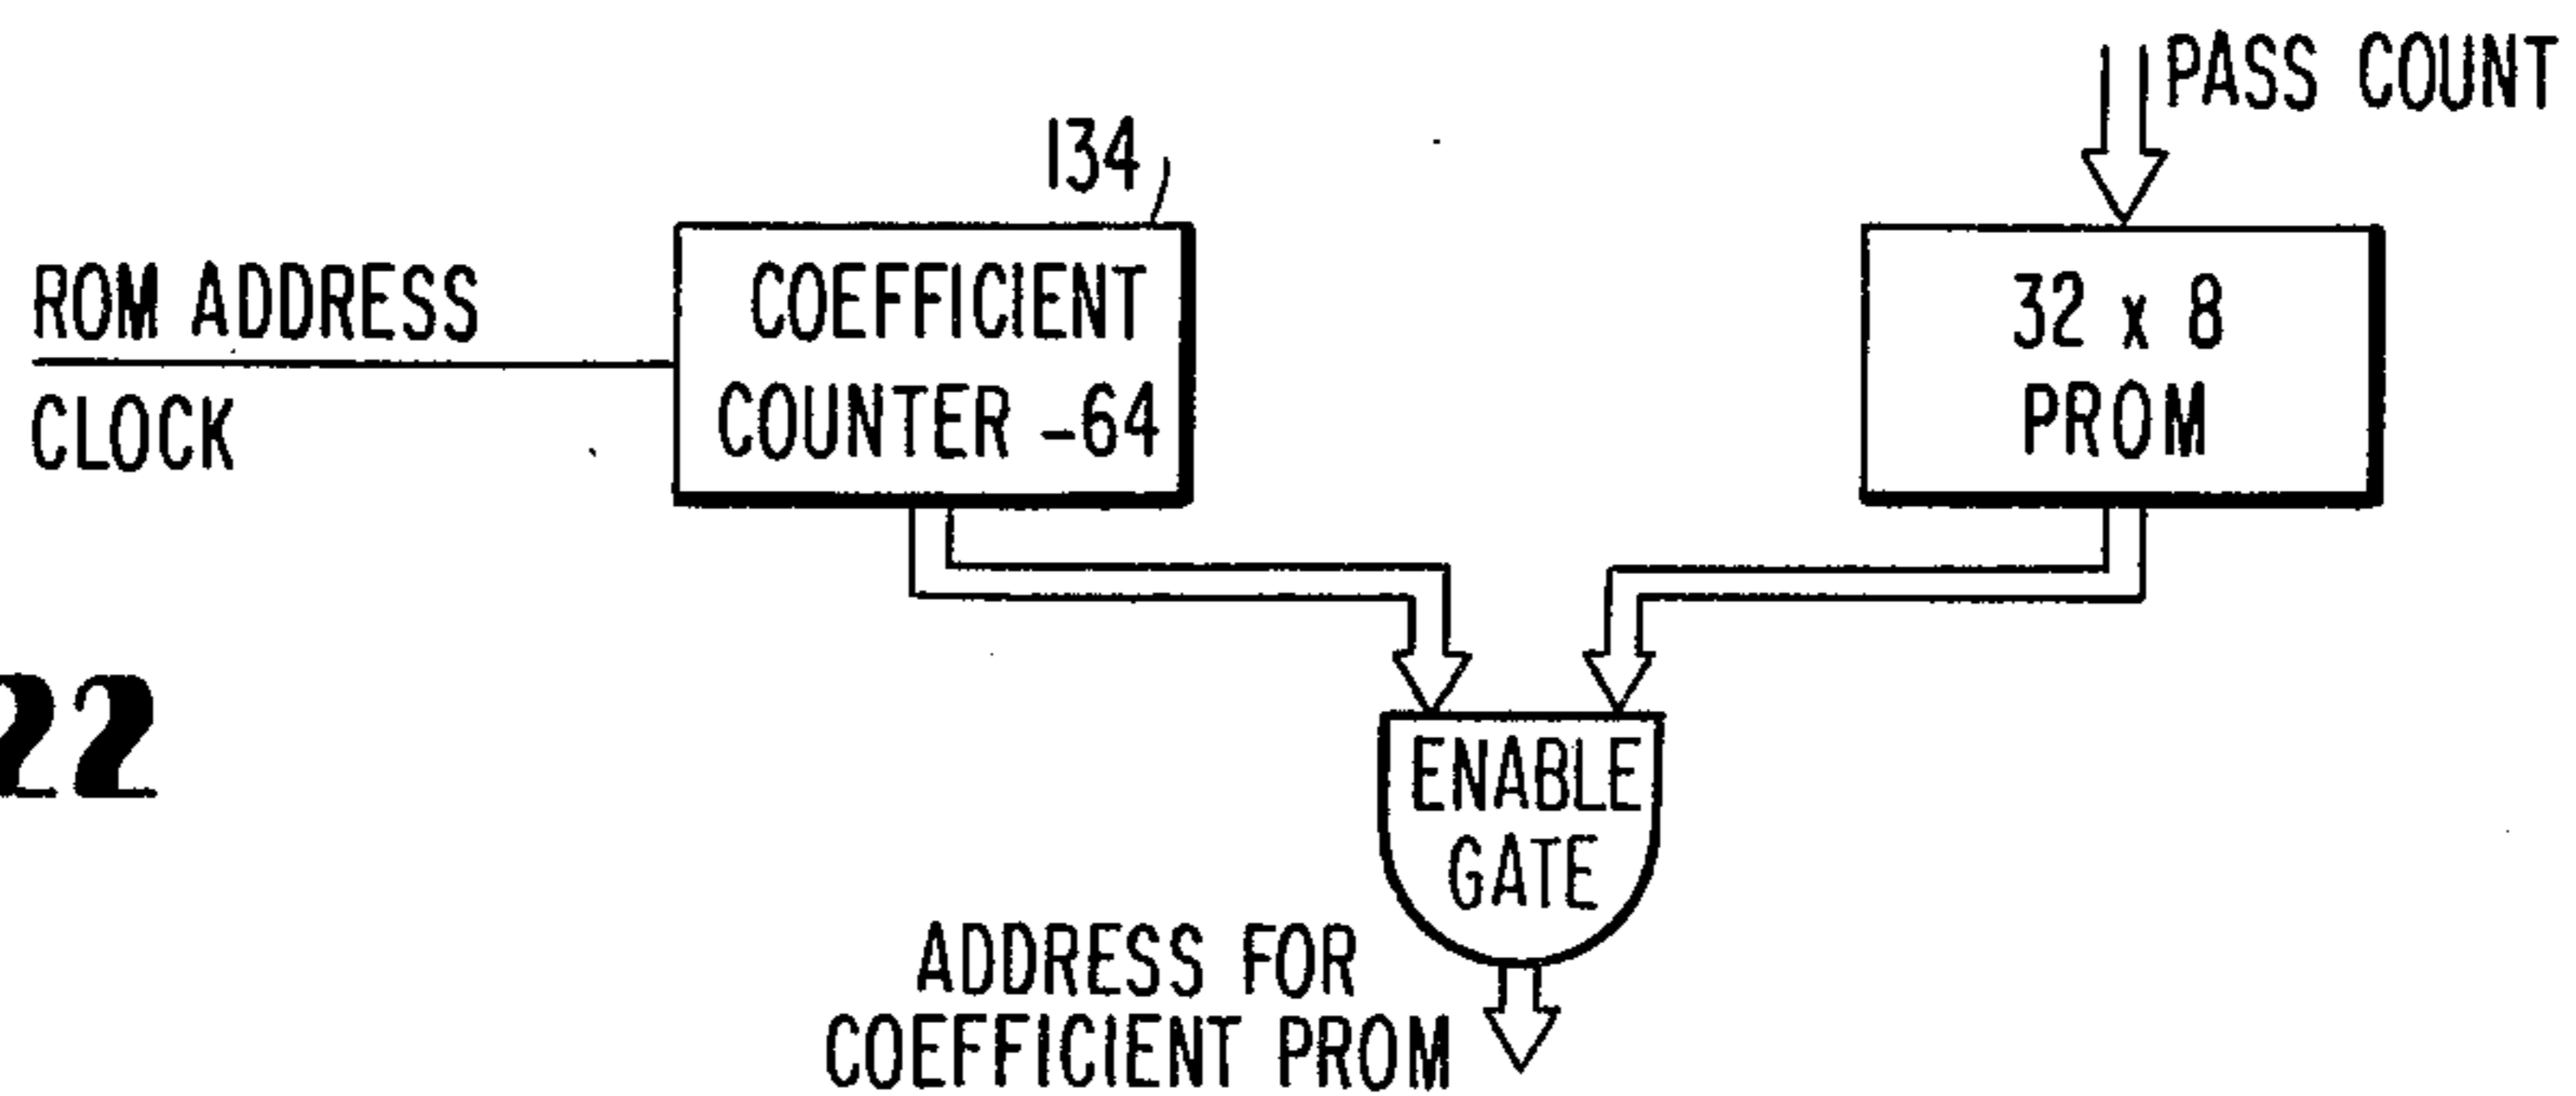 PASS COUNT
134
ROM ADDRESS
CLOCK
COEFFICIENT
COUNTER -64
32 x 8
PROM
22
ENABLE
GATE
ADDRESS FOR
COEFFICIENT PROM